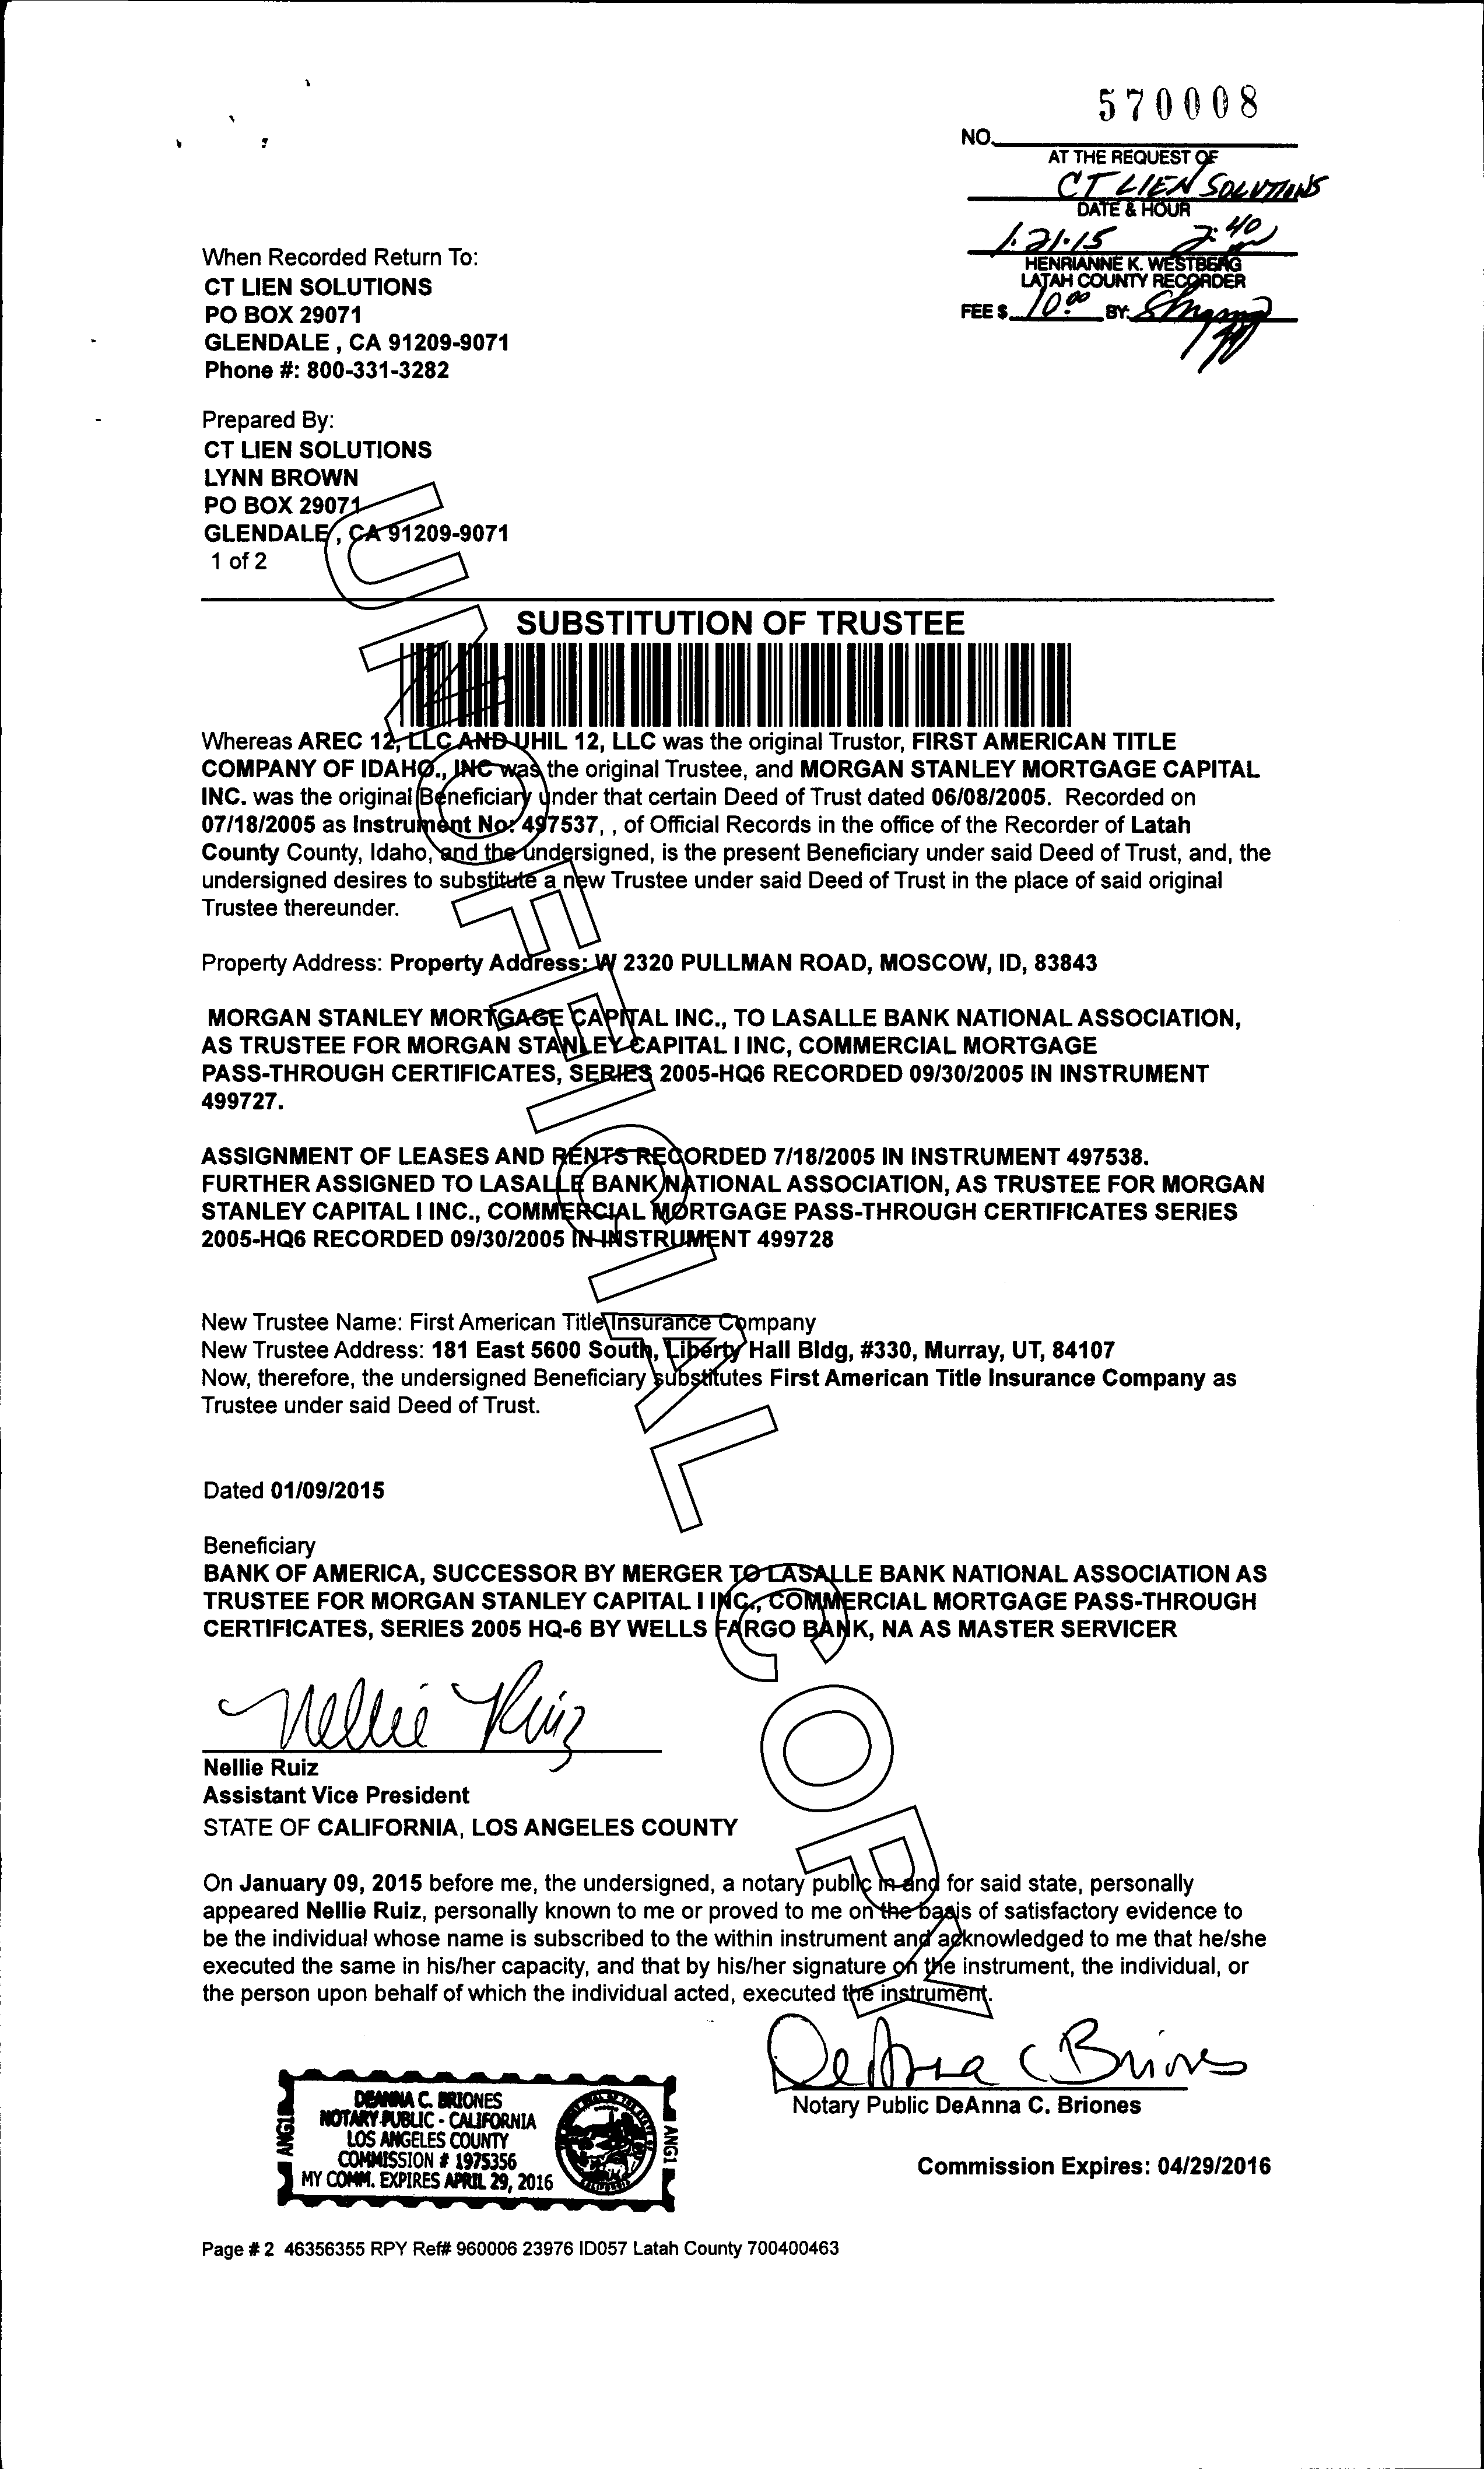 570008
NO.
AT THE REQUEST OF
CT LIEN SOLUTIONS
DATE & HOUR
1.21.15 2:40
HENRIANNE K. WESTBERG
LATAH COUNTY RECORDER
FEE $ 10.00 BY:
When Recorded Return To:
CT LIEN SOLUTIONS
PO BOX 29071
GLENDALE , CA 91209-9071
Phone #: 800-331-3282
Prepared By:
CT LIEN SOLUTIONS
LYNN BROWN
PO BOX 29071
GLENDALE , CA 91209-9071
1 of 2
SUBSTITUTION OF TRUSTEE
Whereas AREC 12, LLC AND UHIL 12, LLC was the original Trustor, FIRST AMERICAN TITLE
COMPANY OF IDAHO., INC was the original Trustee, and MORGAN STANLEY MORTGAGE CAPITAL
INC. was the original Beneficiary under that certain Deed of Trust dated 06/08/2005. Recorded on
07/18/2005 as Instrument No: 497537, , of Official Records in the office of the Recorder of Latah
County County, Idaho, and the undersigned, is the present Beneficiary under said Deed of Trust, and, the
undersigned desires to substitute a new Trustee under said Deed of Trust in the place of said original
Trustee thereunder.
Property Address: Property Address: W 2320 PULLMAN ROAD, MOSCOW, ID, 83843
MORGAN STANLEY MORTGAGE CAPITAL INC., TO LASALLE BANK NATIONAL ASSOCIATION,
AS TRUSTEE FOR MORGAN STANLEY CAPITAL I INC, COMMERCIAL MORTGAGE
PASS-THROUGH CERTIFICATES, SERIES 2005-HQ6 RECORDED 09/30/2005 IN INSTRUMENT
499727.
ASSIGNMENT OF LEASES AND RENTS RECORDED 7/18/2005 IN INSTRUMENT 497538.
FURTHER ASSIGNED TO LASALLE BANK NATIONAL ASSOCIATION, AS TRUSTEE FOR MORGAN
STANLEY CAPITAL I INC., COMMERCIAL MORTGAGE PASS-THROUGH CERTIFICATES SERIES
2005-HQ6 RECORDED 09/30/2005 IN INSTRUMENT 499728
New Trustee Name: First American Title Insurance Company
New Trustee Address: 181 East 5600 South, Liberty Hall Bldg, #330, Murray, UT, 84107
Now, therefore, the undersigned Beneficiary substitutes First American Title Insurance Company as
Trustee under said Deed of Trust.
Dated 01/09/2015
Beneficiary
BANK OF AMERICA, SUCCESSOR BY MERGER TO LASALLE BANK NATIONAL ASSOCIATION AS
TRUSTEE FOR MORGAN STANLEY CAPITAL I INC., COMMERCIAL MORTGAGE PASS-THROUGH
CERTIFICATES, SERIES 2005 HQ-6 BY WELLS FARGO BANK, NA AS MASTER SERVICER
Nellie Ruiz
Nellie Ruiz
Assistant Vice President
STATE OF CALIFORNIA, LOS ANGELES COUNTY
On January 09, 2015 before me, the undersigned, a notary public in and for said state, personally
appeared Nellie Ruiz, personally known to me or proved to me on the basis of satisfactory evidence to
be the individual whose name is subscribed to the within instrument and acknowledged to me that he/she
executed the same in his/her capacity, and that by his/her signature on the instrument, the individual, or
the person upon behalf of which the individual acted, executed the instrument.
DeAnna C Briones
Notary Public DeAnna C. Briones
Commission Expires: 04/29/2016
DEANNA C. BRIONES
NOTARY PUBLIC - CALIFORNIA
LOS ANGELES COUNTY
COMMISSION # 1975356
MY COMM. EXPIRES APRIL 29, 2016
ANG1
ANG1
Page # 2 46356355 RPY Ref# 960006 23976 ID057 Latah County 700400463
UNOFFICIAL COPY